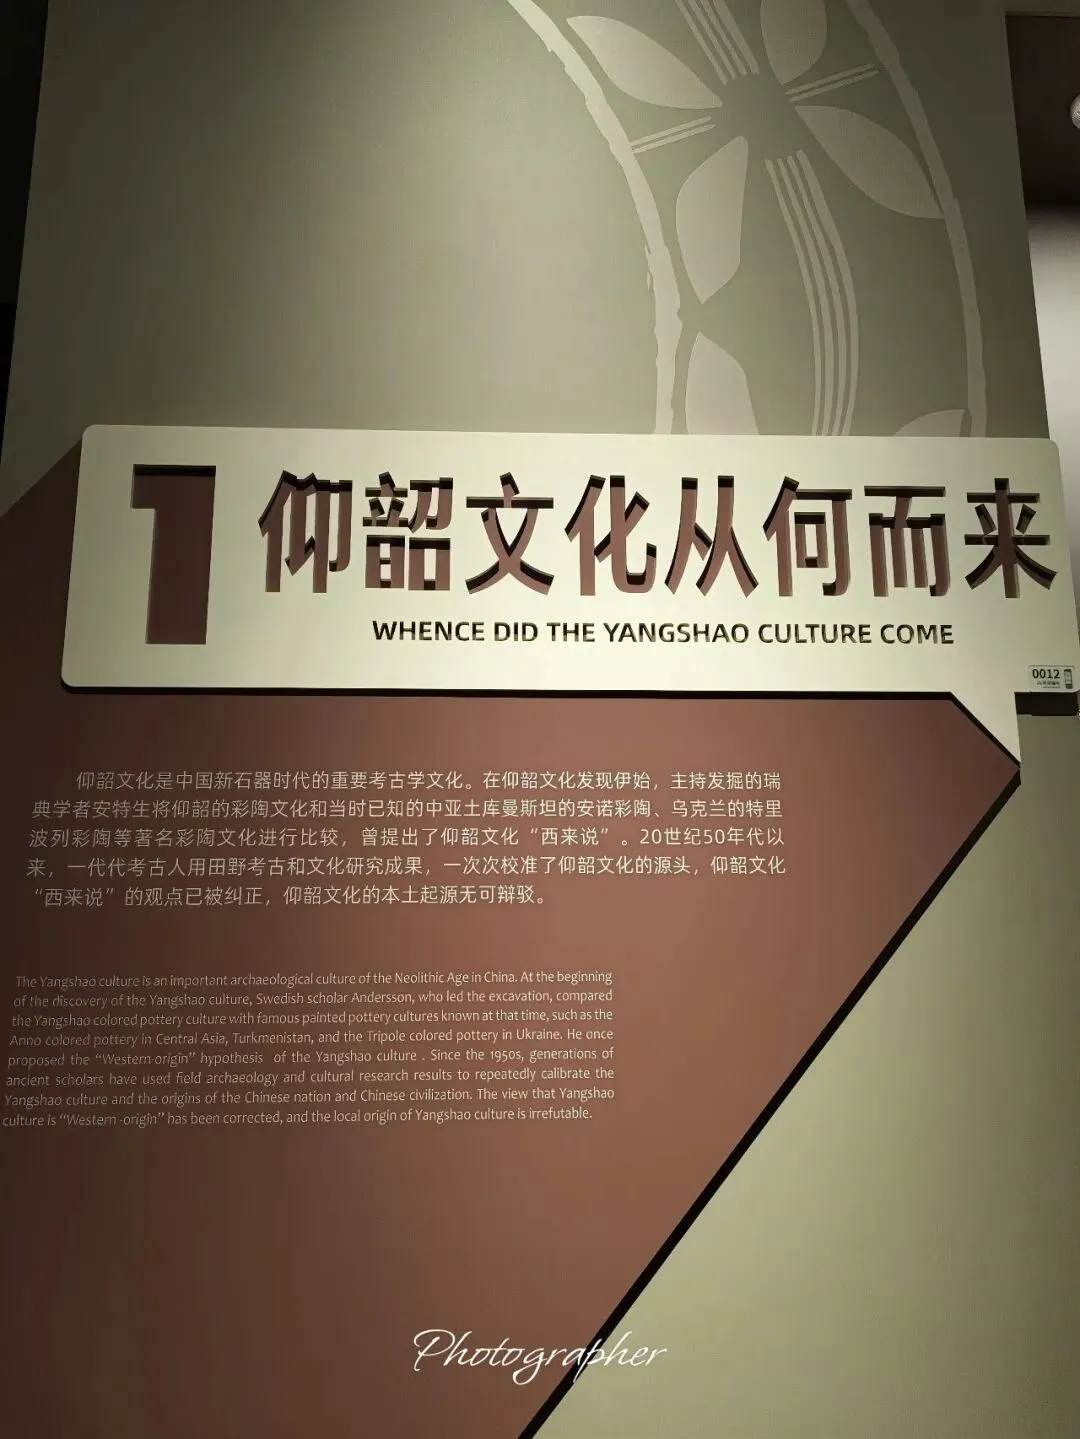 1
仰韶文化从何而来
WHENCE DID THE YANGSHAO CULTURE COME
0012
仰韶文化是中国新石器时代的重要考古学文化。在仰韶文化发现伊始，主持发掘的瑞
典学者安特生将仰韶的彩陶文化和当时已知的中亚土库曼斯坦的安诺彩陶、乌克兰的特里
波列彩陶等著名彩陶文化进行比较，曾提出了仰韶文化“西来说”。20世纪50年代以
来，一代代考古人用田野考古和文化研究成果，一次次校准了仰韶文化的源头，仰韶文化
“西来说”的观点已被纠正，仰韶文化的本土起源无可辩驳。
The Yangshao culture is an important archaeological culture of the Neolithic Age in China. At the beginning
of the discovery of the Yangshao culture, Swedish scholar Andersson, who led the excavation, compared
the Yangshao colored pottery culture with famous painted pottery cultures known at that time, such as the
Anno colored pottery in Central Asia, Turkmenistan, and the Tripole colored pottery in Ukraine. He once
proposed the “Western-origin” hypothesis of the Yangshao culture . Since the 1950s, generations of
ancient scholars have used field archaeology and cultural research results to repeatedly calibrate the
Yangshao culture and the origins of the Chinese nation and Chinese civilization. The view that Yangshao
culture is “Western -origin” has been corrected, and the local origin of Yangshao culture is irrefutable.
Photographer